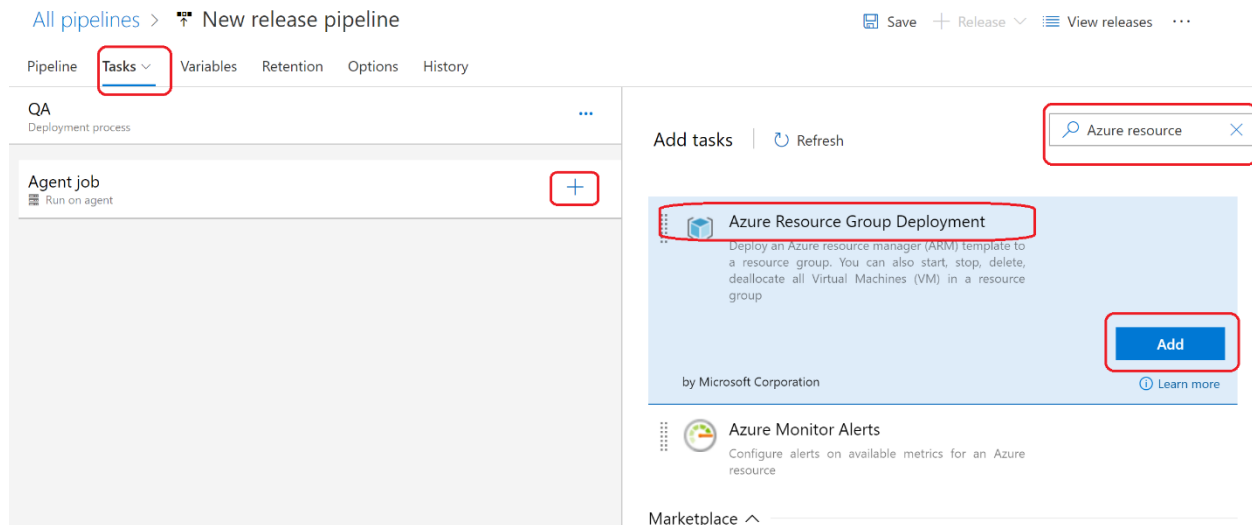 All pipelines > New release pipeline
Save + Release View releases ...
Pipeline Tasks Variables Retention Options History
QA
Deployment process
...
Agent job
Run on agent
+
Add tasks Refresh
Azure resource
Azure Resource Group Deployment
Deploy an Azure resource manager (ARM) template to
a resource group. You can also start, stop, delete,
deallocate all Virtual Machines (VM) in a resource
group
Add
by Microsoft Corporation
Learn more
Azure Monitor Alerts
Configure alerts on available metrics for an Azure
resource
Marketplace